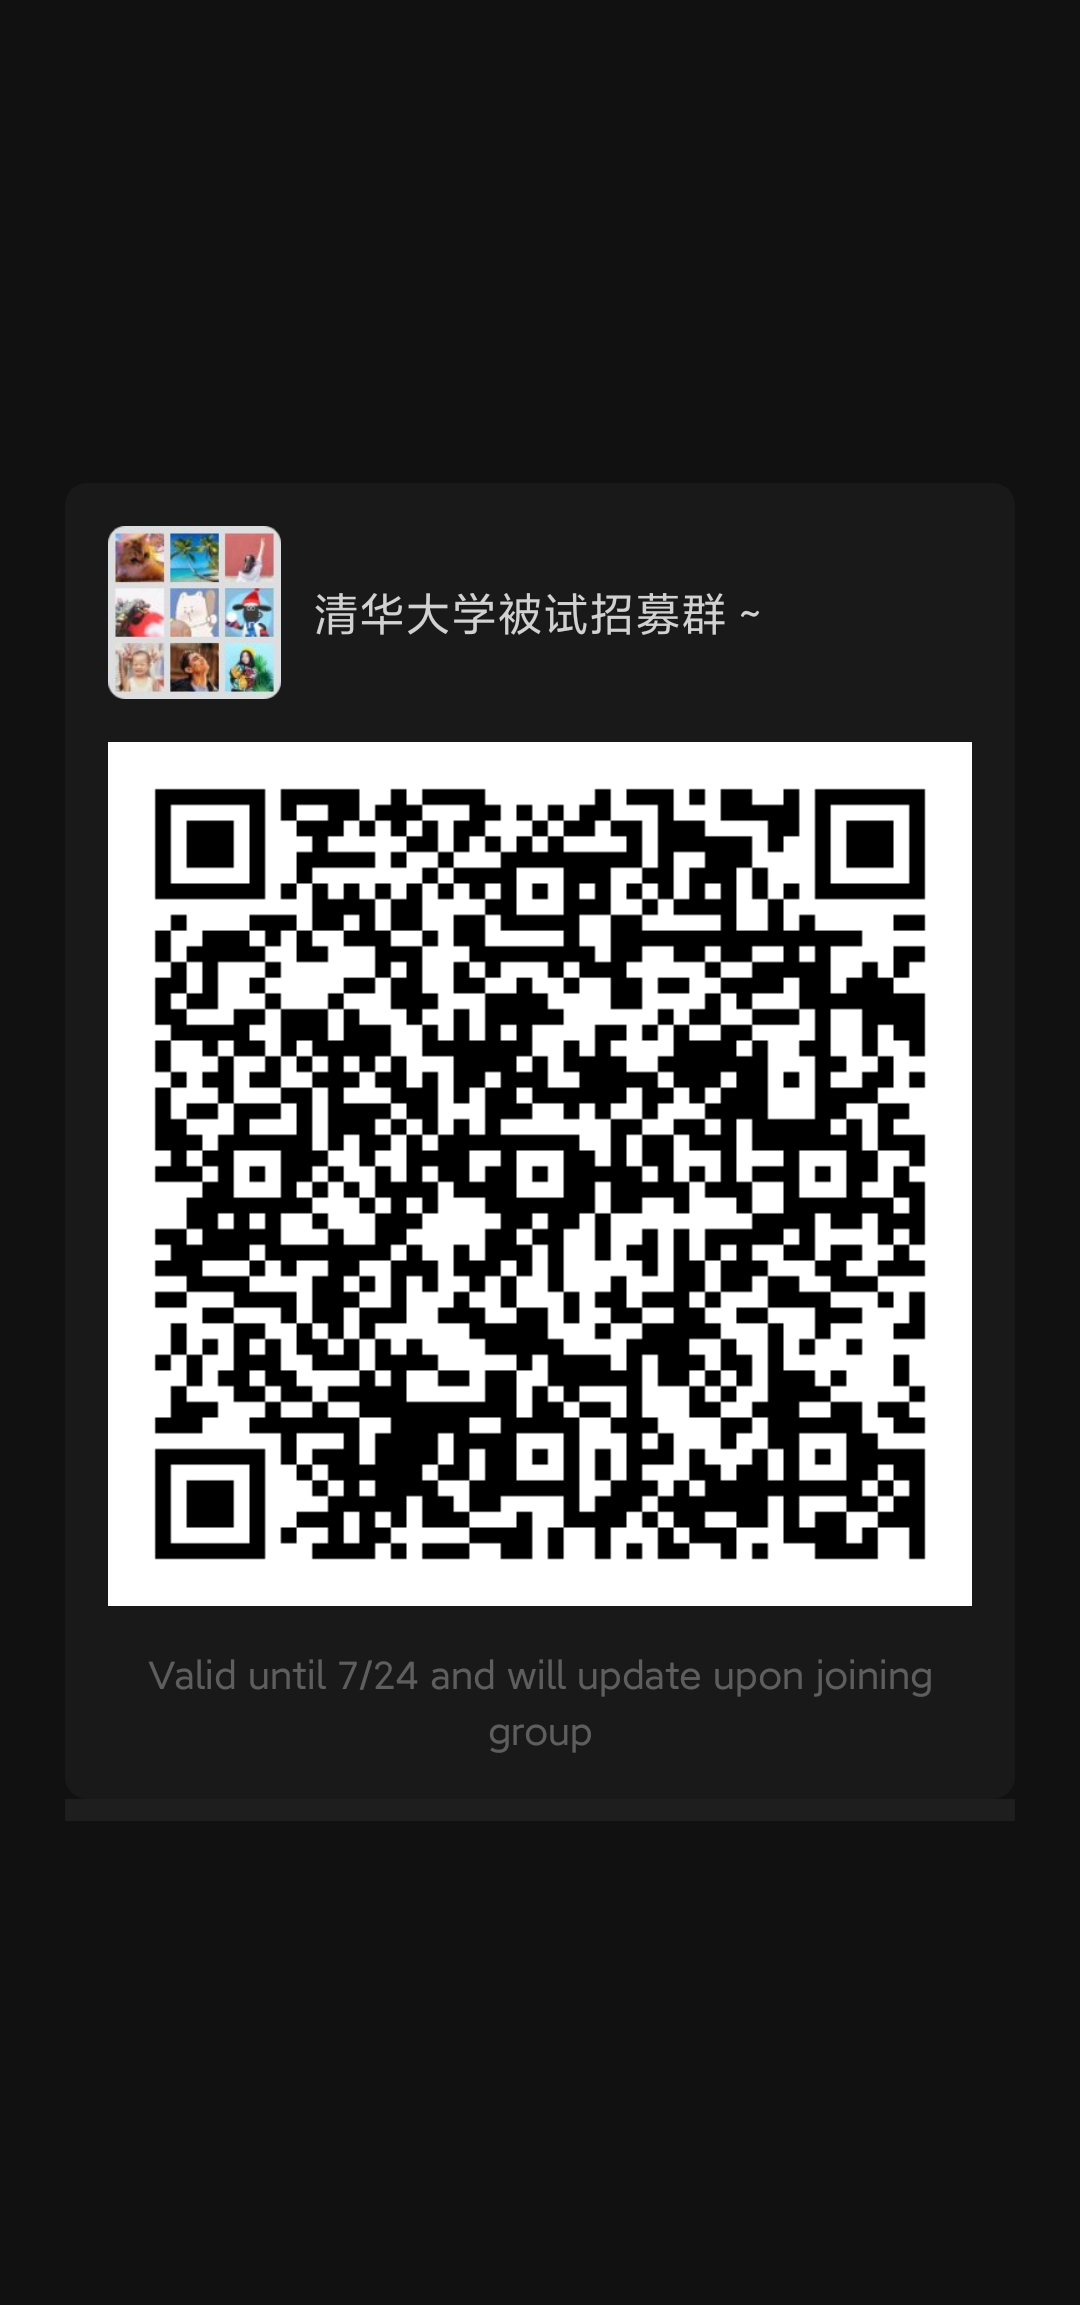 清华大学被试招募群 ~
Valid until 7/24 and will update upon joining
group